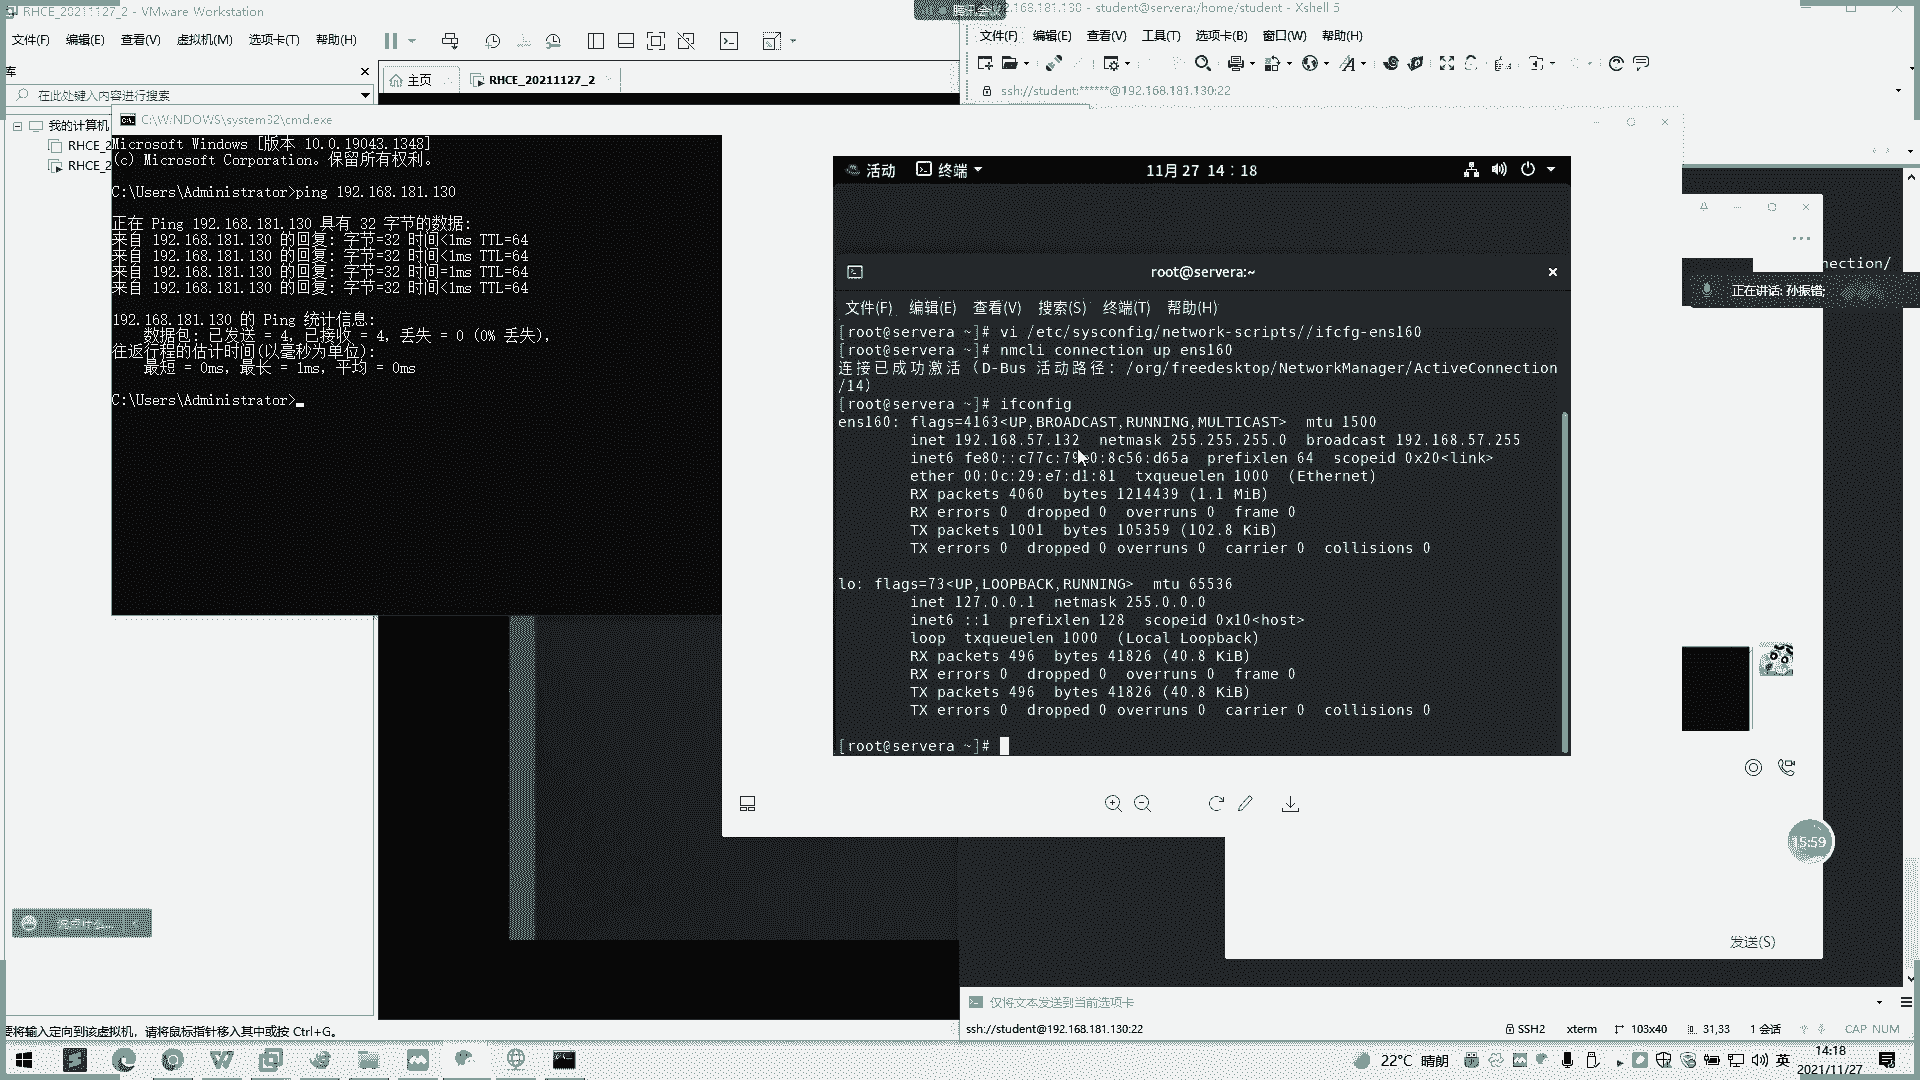 RHCE_20211127_2 - VMware Workstation
文件(F) 编辑(E) 查看(V) 虚拟机(M) 选项卡(T) 帮助(H)
库
在此处键入内容进行搜索
我的计算机
RHCE_2
RHCE_2
主页
RHCE_20211127_2
C:\WINDOWS\system32\cmd.exe
Microsoft Windows [版本 10.0.19043.1348]
(c) Microsoft Corporation。保留所有权利。
C:\Users\Administrator>ping 192.168.181.130
正在 Ping 192.168.181.130 具有 32 字节的数据:
来自 192.168.181.130 的回复: 字节=32 时间<1ms TTL=64
来自 192.168.181.130 的回复: 字节=32 时间<1ms TTL=64
来自 192.168.181.130 的回复: 字节=32 时间=1ms TTL=64
来自 192.168.181.130 的回复: 字节=32 时间<1ms TTL=64
192.168.181.130 的 Ping 统计信息:
数据包: 已发送 = 4，已接收 = 4，丢失 = 0 (0% 丢失)，
往返行程的估计时间(以毫秒为单位):
最短 = 0ms，最长 = 1ms，平均 = 0ms
C:\Users\Administrator>
腾讯会
192.168.181.130 - student@servera:/home/student - Xshell 5
文件(F) 编辑(E) 查看(V) 工具(T) 选项卡(B) 窗口(W) 帮助(H)
ssh://student:******@192.168.181.130:22
活动 终端 11月 27 14：18
root@servera:~
文件(F) 编辑(E) 查看(V) 搜索(S) 终端(T) 帮助(H)
[root@servera ~]# vi /etc/sysconfig/network-scripts//ifcfg-ens160
[root@servera ~]# nmcli connection up ens160
连接已成功激活（D-Bus 活动路径：/org/freedesktop/NetworkManager/ActiveConnection
/14）
[root@servera ~]# ifconfig
ens160: flags=4163<UP,BROADCAST,RUNNING,MULTICAST> mtu 1500
inet 192.168.57.132 netmask 255.255.255.0 broadcast 192.168.57.255
inet6 fe80::c77c:79e0:8c56:d65a prefixlen 64 scopeid 0x20<link>
ether 00:0c:29:e7:d1:81 txqueuelen 1000 (Ethernet)
RX packets 4060 bytes 1214439 (1.1 MiB)
RX errors 0 dropped 0 overruns 0 frame 0
TX packets 1001 bytes 105359 (102.8 KiB)
TX errors 0 dropped 0 overruns 0 carrier 0 collisions 0
lo: flags=73<UP,LOOPBACK,RUNNING> mtu 65536
inet 127.0.0.1 netmask 255.0.0.0
inet6 ::1 prefixlen 128 scopeid 0x10<host>
loop txqueuelen 1000 (Local Loopback)
RX packets 496 bytes 41826 (40.8 KiB)
RX errors 0 dropped 0 overruns 0 frame 0
TX packets 496 bytes 41826 (40.8 KiB)
TX errors 0 dropped 0 overruns 0 carrier 0 collisions 0
[root@servera ~]#
nection/
正在讲话: 孙振锴;
15:59
发送(S)
仅将文本发送到当前选项卡
ssh://student@192.168.181.130:22 SSH2 xterm 103x40 31,33 1 会话 CAP NUM
要将输入定向到该虚拟机，请将鼠标指针移入其中或按 Ctrl+G。
22°C 晴朗 英 14:18
2021/11/27